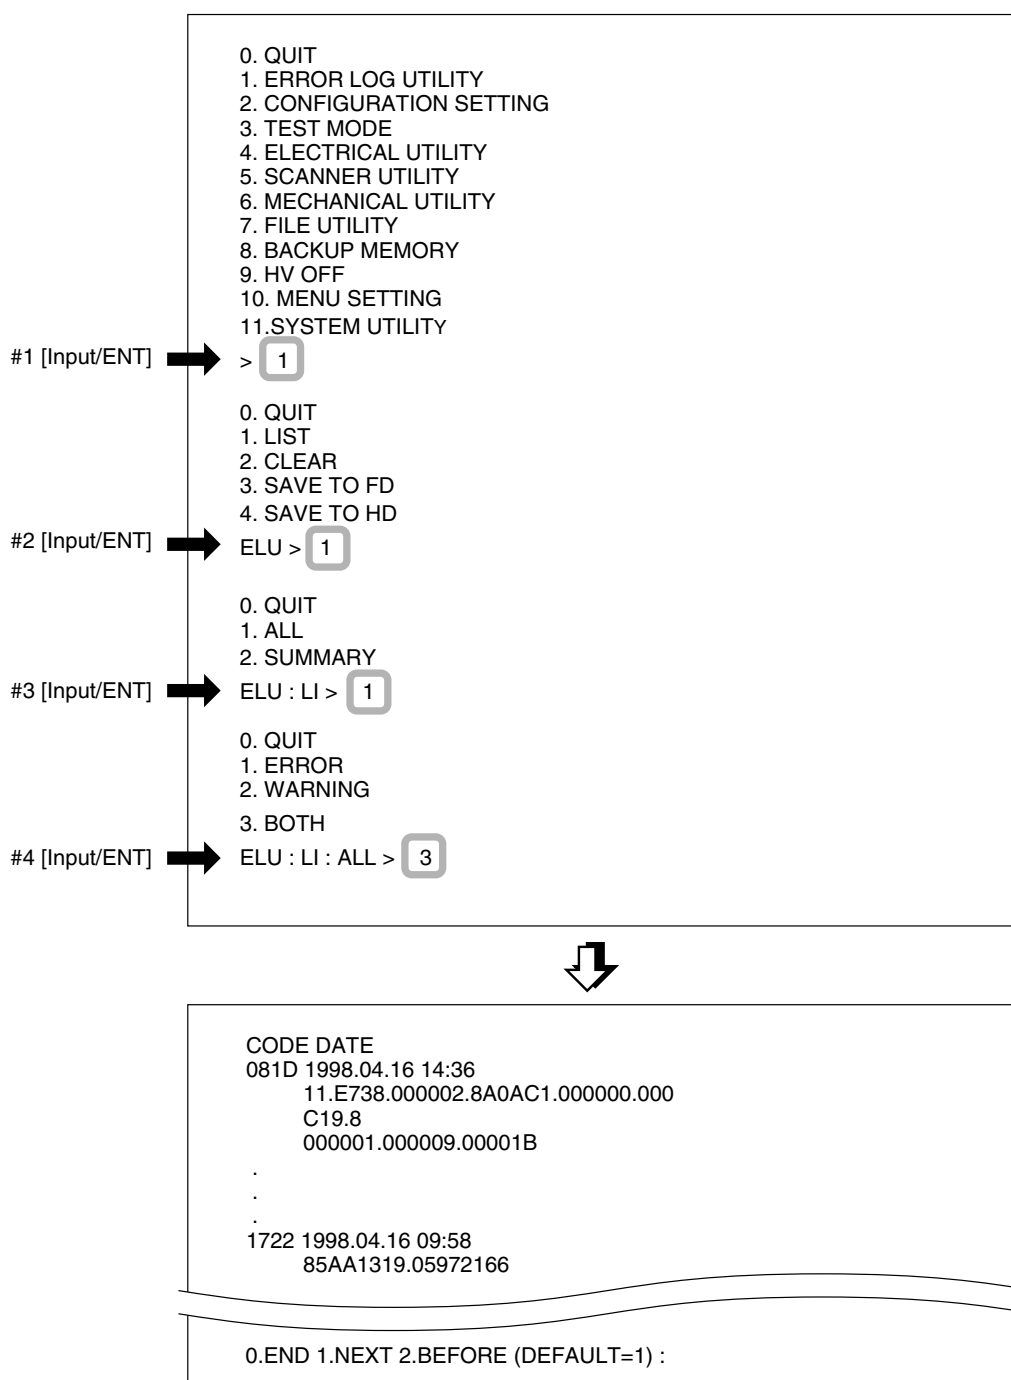 0. QUIT
1. ERROR LOG UTILITY
2. CONFIGURATION SETTING
3. TEST MODE
4. ELECTRICAL UTILITY
5. SCANNER UTILITY
6. MECHANICAL UTILITY
7. FILE UTILITY
8. BACKUP MEMORY
9. HV OFF
10. MENU SETTING
11.SYSTEM UTILITY
#1 [Input/ENT] > 1
0. QUIT
1. LIST
2. CLEAR
3. SAVE TO FD
4. SAVE TO HD
#2 [Input/ENT] ELU > 1
0. QUIT
1. ALL
2. SUMMARY
#3 [Input/ENT] ELU : LI > 1
0. QUIT
1. ERROR
2. WARNING
3. BOTH
#4 [Input/ENT] ELU : LI : ALL > 3
CODE DATE
081D 1998.04.16 14:36
11.E738.000002.8A0AC1.000000.000
C19.8
000001.000009.00001B
.
.
.
1722 1998.04.16 09:58
85AA1319.05972166
0.END 1.NEXT 2.BEFORE (DEFAULT=1) :